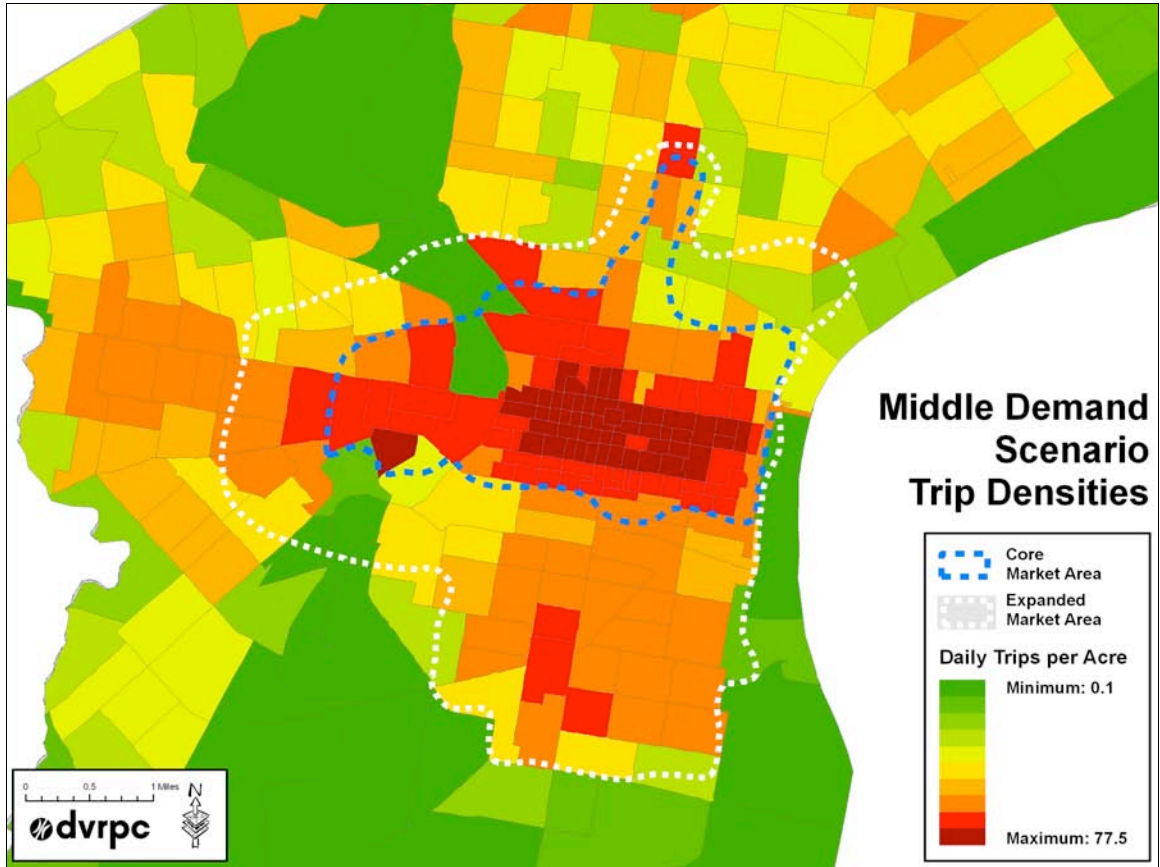 Middle Demand
Scenario
Trip Densities
Core
Market Area
Expanded
Market Area
Daily Trips per Acre
Minimum: 0.1
Maximum: 77.5
0 0.5 1 Miles
N
dvrpc